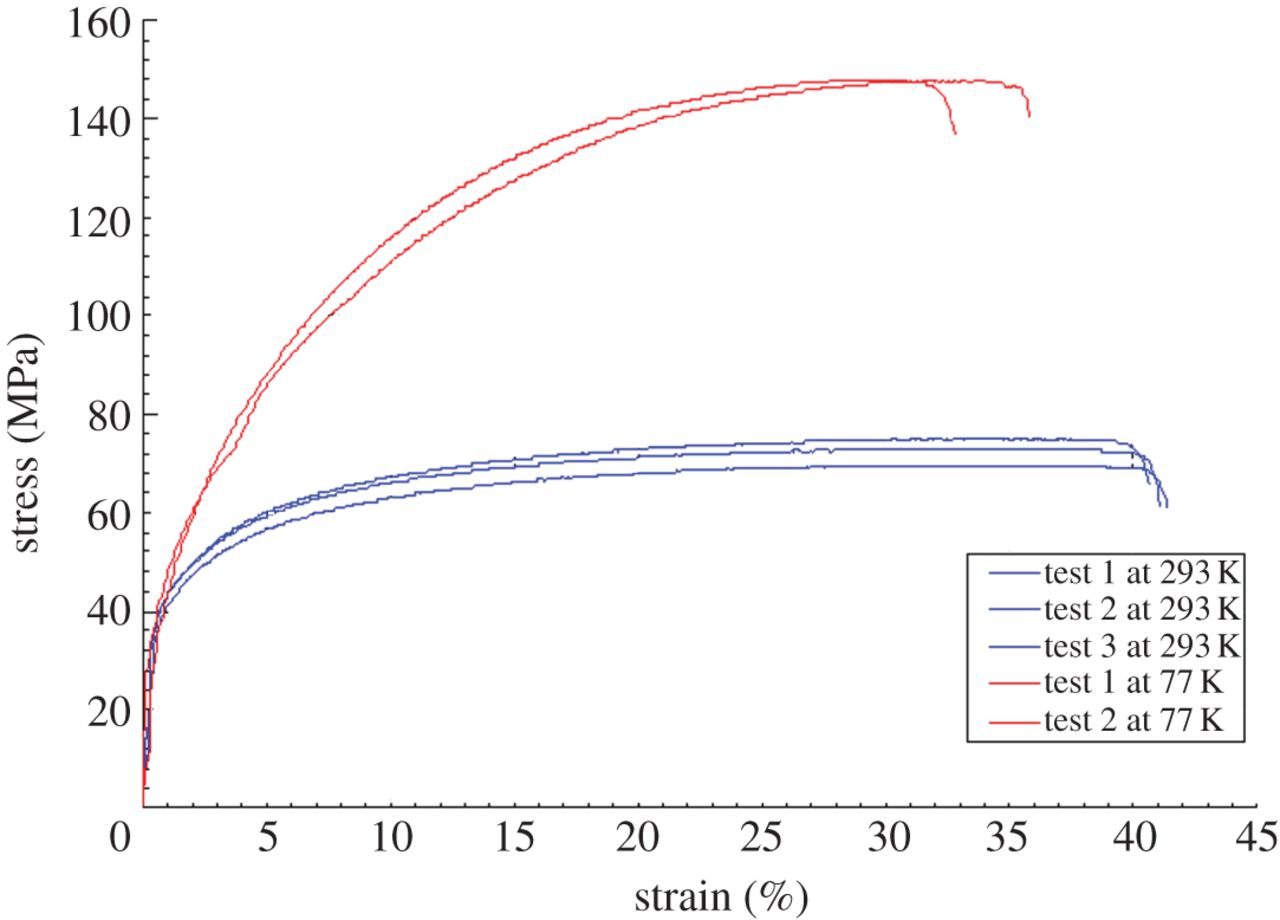 160
140
120
100
80
60
40
20
0 5 10 15 20 25 30 35 40 45
stress (MPa)
strain (%)
test 1 at 293 K
test 2 at 293 K
test 3 at 293 K
test 1 at 77 K
test 2 at 77 K